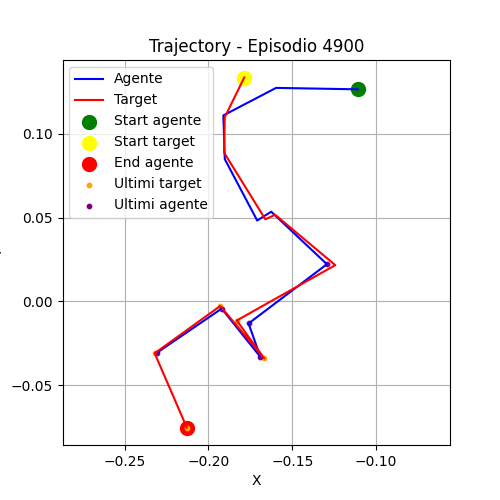 Trajectory - Episodio 4900
Agente
Target
Start agente
Start target
End agente
Ultimi target
Ultimi agente
0.10
0.05
0.00
−0.05
−0.25
−0.20
−0.15
−0.10
X